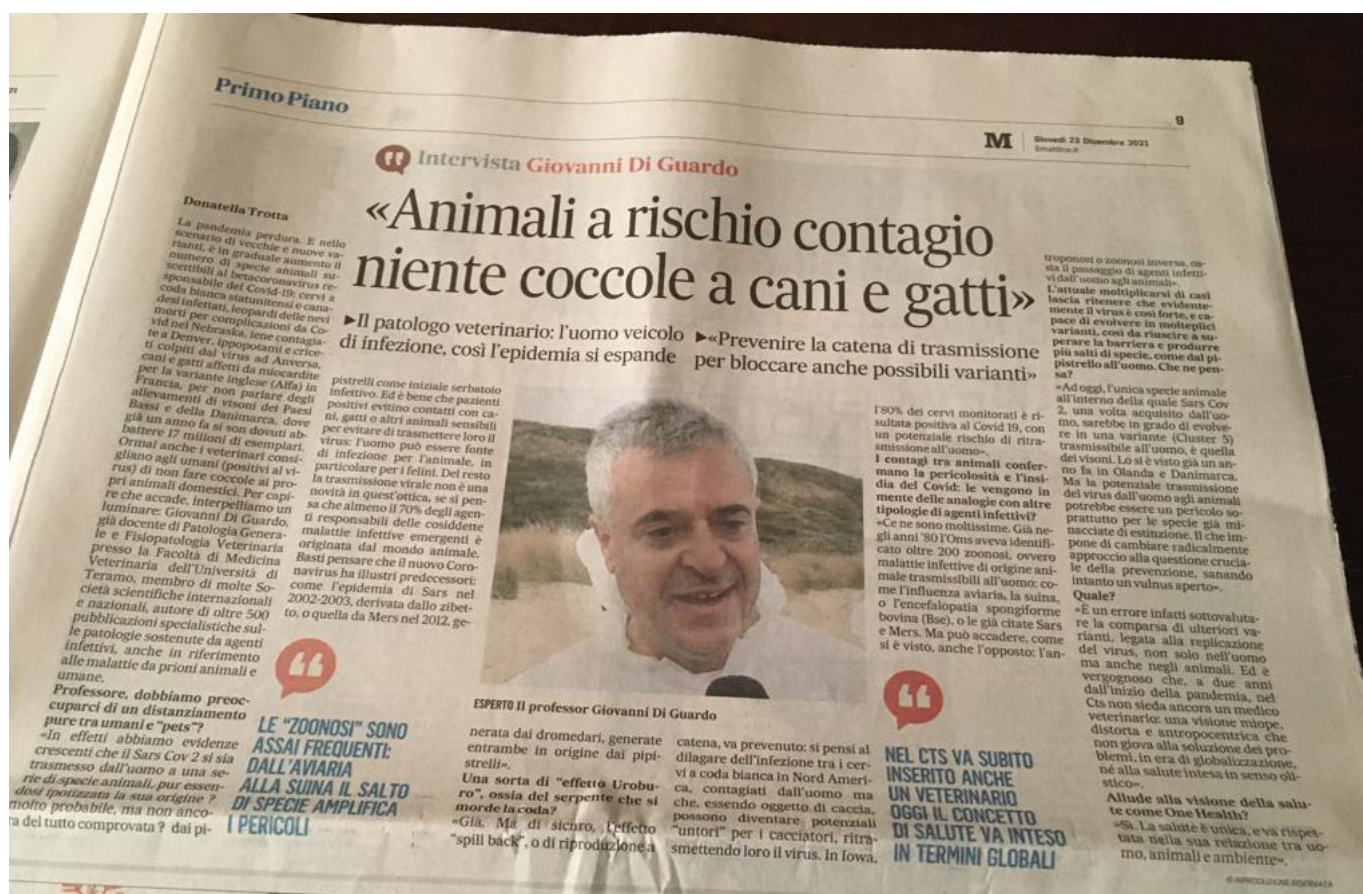 Primo Piano
9
M
Giovedì 23 Dicembre 2021
ilmattino.it
Intervista Giovanni Di Guardo
«Animali a rischio contagio
niente coccole a cani e gatti»
►Il patologo veterinario: l'uomo veicolo
di infezione, così l'epidemia si espande
►«Prevenire la catena di trasmissione
per bloccare anche possibili varianti»
Donatella Trotta
La pandemia perdura. E nello
scenario di vecchie e nuove va-
rianti, è in graduale aumento il
numero di specie animali su-
scettibili al betacoronavirus re-
sponsabile del Covid-19: cervi a
coda bianca statunitensi e cana-
desi infettati, leopardi delle nevi
morti per complicazioni da Co-
vid nel Nebraska, iene contagia-
te a Denver, ippopotami e crice-
ti colpiti dal virus ad Anversa,
cani e gatti affetti da miocardite
per la variante inglese (Alfa) in
Francia, per non parlare degli
allevamenti di visoni dei Paesi
Bassi e della Danimarca, dove
già un anno fa si son dovuti ab-
battere 17 milioni di esemplari.
Ormai anche i veterinari consi-
gliano agli umani (positivi al vi-
rus) di non fare coccole ai pro-
pri animali domestici. Per capi-
re che accade, interpelliamo un
luminare: Giovanni Di Guardo,
già docente di Patologia Genera-
le e Fisiopatologia Veterinaria
presso la Facoltà di Medicina
Veterinaria dell'Università di
Teramo, membro di molte So-
cietà scientifiche internazionali
e nazionali, autore di oltre 500
pubblicazioni specialistiche sul-
le patologie sostenute da agenti
infettivi, anche in riferimento
alle malattie da prioni animali e
umane.
Professore, dobbiamo preoc-
cuparci di un distanziamento
pure tra umani e "pets"?
«In effetti abbiamo evidenze
crescenti che il Sars Cov 2 si sia
trasmesso dall'uomo a una se-
rie di specie animali, pur essen-
dosi ipotizzata la sua origine ?
molto probabile, ma non anco-
ra del tutto comprovata ? dai pi-
pistrelli come iniziale serbatoio
infettivo. Ed è bene che pazienti
positivi evitino contatti con ca-
ni, gatti o altri animali sensibili
per evitare di trasmettere loro il
virus: l'uomo può essere fonte
di infezione per l'animale, in
particolare per i felini. Del resto
la trasmissione virale non è una
novità in quest'ottica, se si pen-
sa che almeno il 70% degli agen-
ti responsabili delle cosiddette
malattie infettive emergenti è
originata dal mondo animale.
Basti pensare che il nuovo Coro-
navirus ha illustri predecessori:
come l'epidemia di Sars nel
2002-2003, derivata dallo zibet-
to, o quella da Mers nel 2012, ge-
LE "ZOONOSI" SONO
ASSAI FREQUENTI:
DALL'AVIARIA
ALLA SUINA IL SALTO
DI SPECIE AMPLIFICA
I PERICOLI
ESPERTO Il professor Giovanni Di Guardo
nerata dai dromedari, generate
entrambe in origine dai pipi-
strelli».
Una sorta di "effetto Urobu-
ro", ossia del serpente che si
morde la coda?
«Già. Ma di sicuro, l'effetto
"spill back", o di riproduzione a
catena, va prevenuto: si pensi al
dilagare dell'infezione tra i cer-
vi a coda bianca in Nord Ameri-
ca, contagiati dall'uomo ma
che, essendo oggetto di caccia,
possono diventare potenziali
"untori" per i cacciatori, ritra-
smettendo loro il virus. In Iowa,
l'80% dei cervi monitorati è ri-
sultata positiva al Covid 19, con
un potenziale rischio di ritra-
smissione all'uomo».
I contagi tra animali confer-
mano la pericolosità e l'insi-
dia del Covid: le vengono in
mente delle analogie con altre
tipologie di agenti infettivi?
«Ce ne sono moltissime. Già ne-
gli anni '80 l'Oms aveva identifi-
cato oltre 200 zoonosi, ovvero
malattie infettive di origine ani-
male trasmissibili all'uomo: co-
me l'influenza aviaria, la suina,
o l'encefalopatia spongiforme
bovina (Bse), o le già citate Sars
e Mers. Ma può accadere, come
si è visto, anche l'opposto: l'an-
NEL CTS VA SUBITO
INSERITO ANCHE
UN VETERINARIO
OGGI IL CONCETTO
DI SALUTE VA INTESO
IN TERMINI GLOBALI
troponosi o zoonosi inversa, os-
sia il passaggio di agenti infetti-
vi dall'uomo agli animali».
L'attuale moltiplicarsi di casi
lascia ritenere che evidente-
mente il virus è così forte, e ca-
pace di evolvere in molteplici
varianti, così da riuscire a su-
perare la barriera e produrre
più salti di specie, come dal pi-
pistrello all'uomo. Che ne pen-
sa?
«Ad oggi, l'unica specie animale
all'interno della quale Sars Cov
2, una volta acquisito dall'uo-
mo, sarebbe in grado di evolve-
re in una variante (Cluster 5)
trasmissibile all'uomo, è quella
dei visoni. Lo si è visto già un an-
no fa in Olanda e Danimarca.
Ma la potenziale trasmissione
del virus dall'uomo agli animali
potrebbe essere un pericolo so-
prattutto per le specie già mi-
nacciate di estinzione. Il che im-
pone di cambiare radicalmente
approccio alla questione crucia-
le della prevenzione, sanando
intanto un vulnus aperto».
Quale?
«È un errore infatti sottovaluta-
re la comparsa di ulteriori va-
rianti, legata alla replicazione
del virus, non solo nell'uomo
ma anche negli animali. Ed è
vergognoso che, a due anni
dall'inizio della pandemia, nel
Cts non sieda ancora un medico
veterinario: una visione miope,
distorta e antropocentrica che
non giova alla soluzione dei pro-
blemi, in era di globalizzazione,
né alla salute intesa in senso oli-
stico».
Allude alla visione della salu-
te come One Health?
«Sì. La salute è unica, e va rispet-
tata nella sua relazione tra uo-
mo, animali e ambiente».
© RIPRODUZIONE RISERVATA